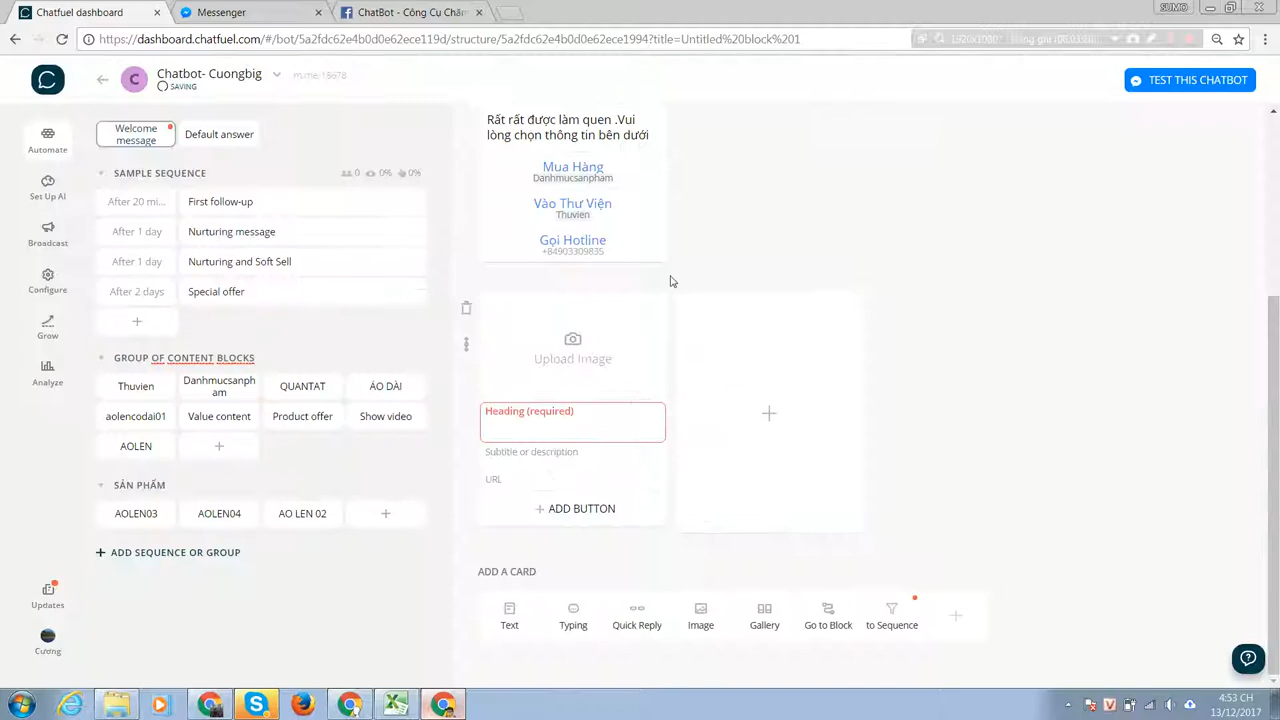 Chatfuel dashboard
Messenger
ChatBot - Công Cụ Chăm
SUMO
https://dashboard.chatfuel.com/#/bot/5a2fdc62e4b0d0e62ece119d/structure/5a2fdc62e4b0d0e62ece1994?title=Untitled%20block%201
Chatbot- Cuongbig
SAVING
m.me/18678
TEST THIS CHATBOT
Automate
Set Up AI
Broadcast
Configure
Grow
Analyze
Updates
Cương
Welcome message
Default answer
SAMPLE SEQUENCE
0
0%
0%
After 20 mi...
First follow-up
After 1 day
Nurturing message
After 1 day
Nurturing and Soft Sell
After 2 days
Special offer
GROUP OF CONTENT BLOCKS
Thuvien
Danhmucsanpham
QUANTAT
ÁO DÀI
aolencodai01
Value content
Product offer
Show video
AOLEN
SẢN PHẨM
AOLEN03
AOLEN04
AO LEN 02
ADD SEQUENCE OR GROUP
Rất rất được làm quen .Vui
lòng chọn thông tin bên dưới
Mua Hàng
Danhmucsanpham
Vào Thư Viện
Thuvien
Gọi Hotline
+84903309835
Upload Image
Heading (required)
Subtitle or description
URL
ADD BUTTON
ADD A CARD
Text
Typing
Quick Reply
Image
Gallery
Go to Block
to Sequence
4:53 CH
13/12/2017